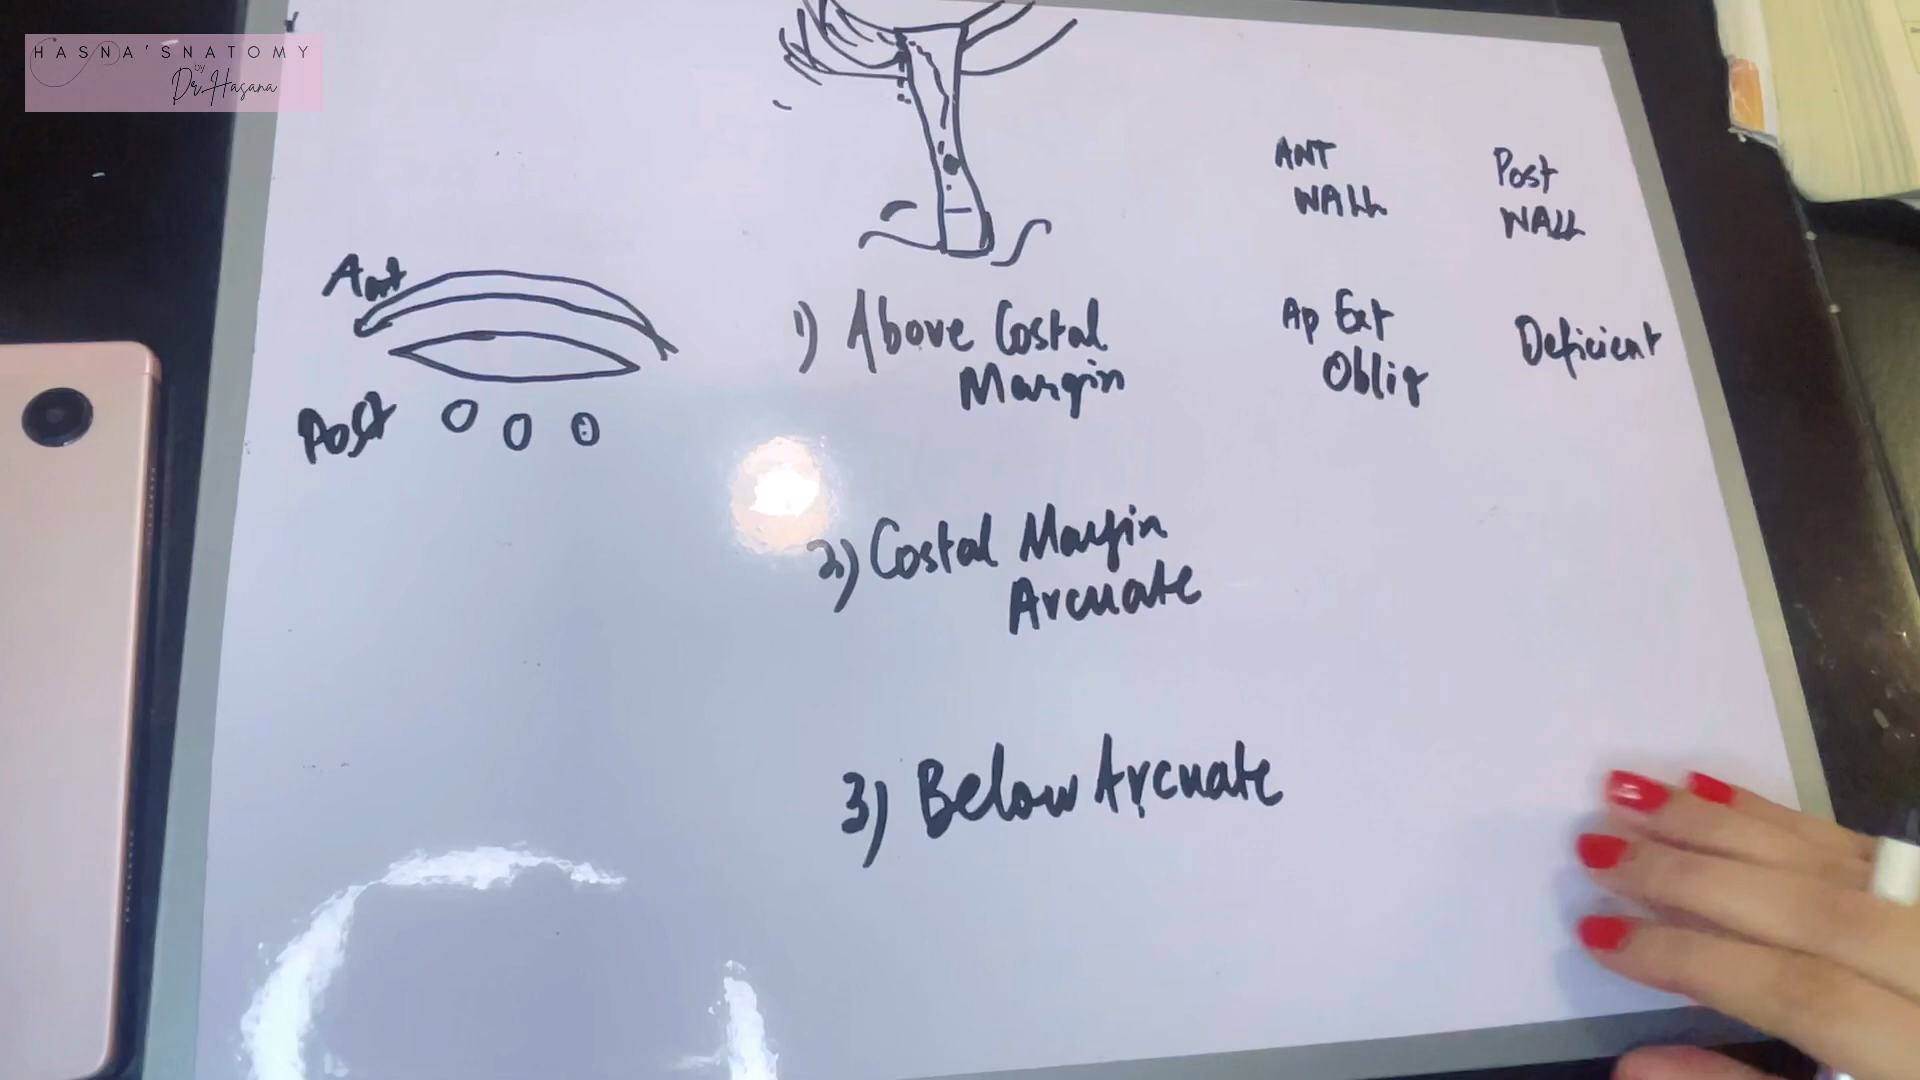 HASNA'SNATOMY
by
Dr.Hasana
ANT
WALL
Post
WALL
Ant
Post
1) Above Costal
Margin
Ap Ext
Obliq
Deficient
2) Costal Margin
Arcuate
3) Below Arcuate